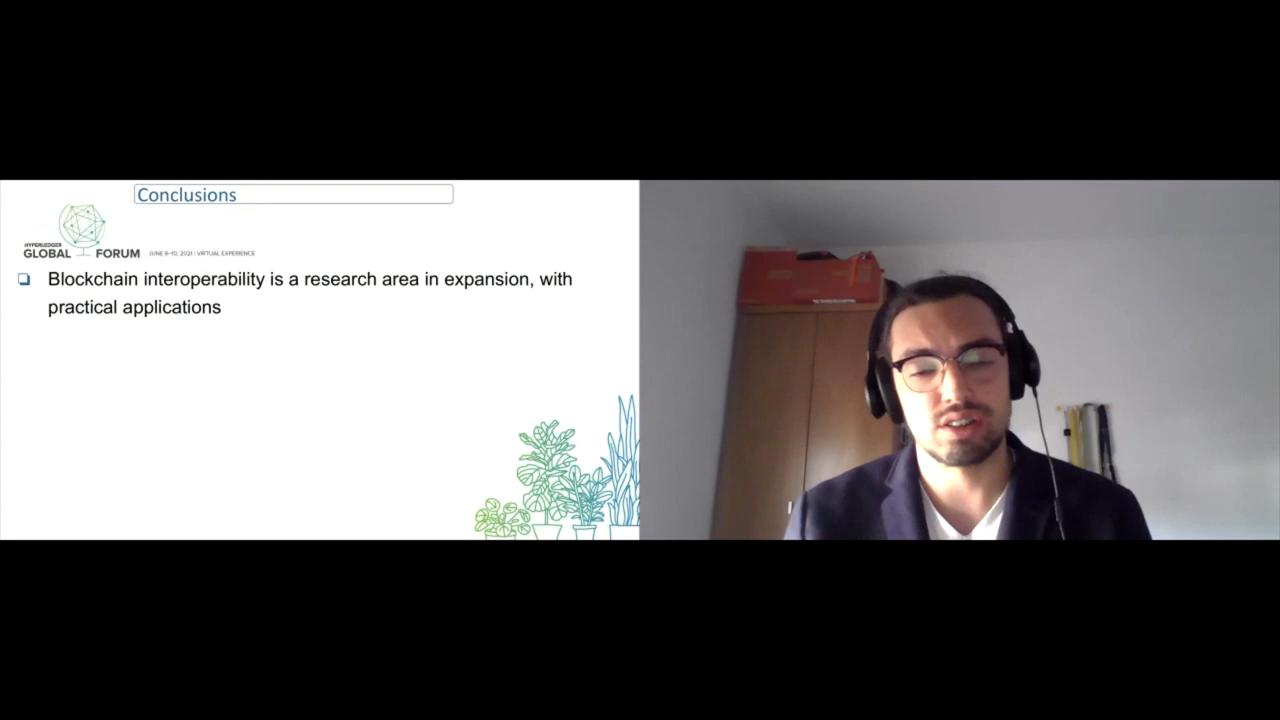 Conclusions
HYPERLEDGER
GLOBAL FORUM JUNE 8–10, 2021 | VIRTUAL EXPERIENCE
Blockchain interoperability is a research area in expansion, with
practical applications